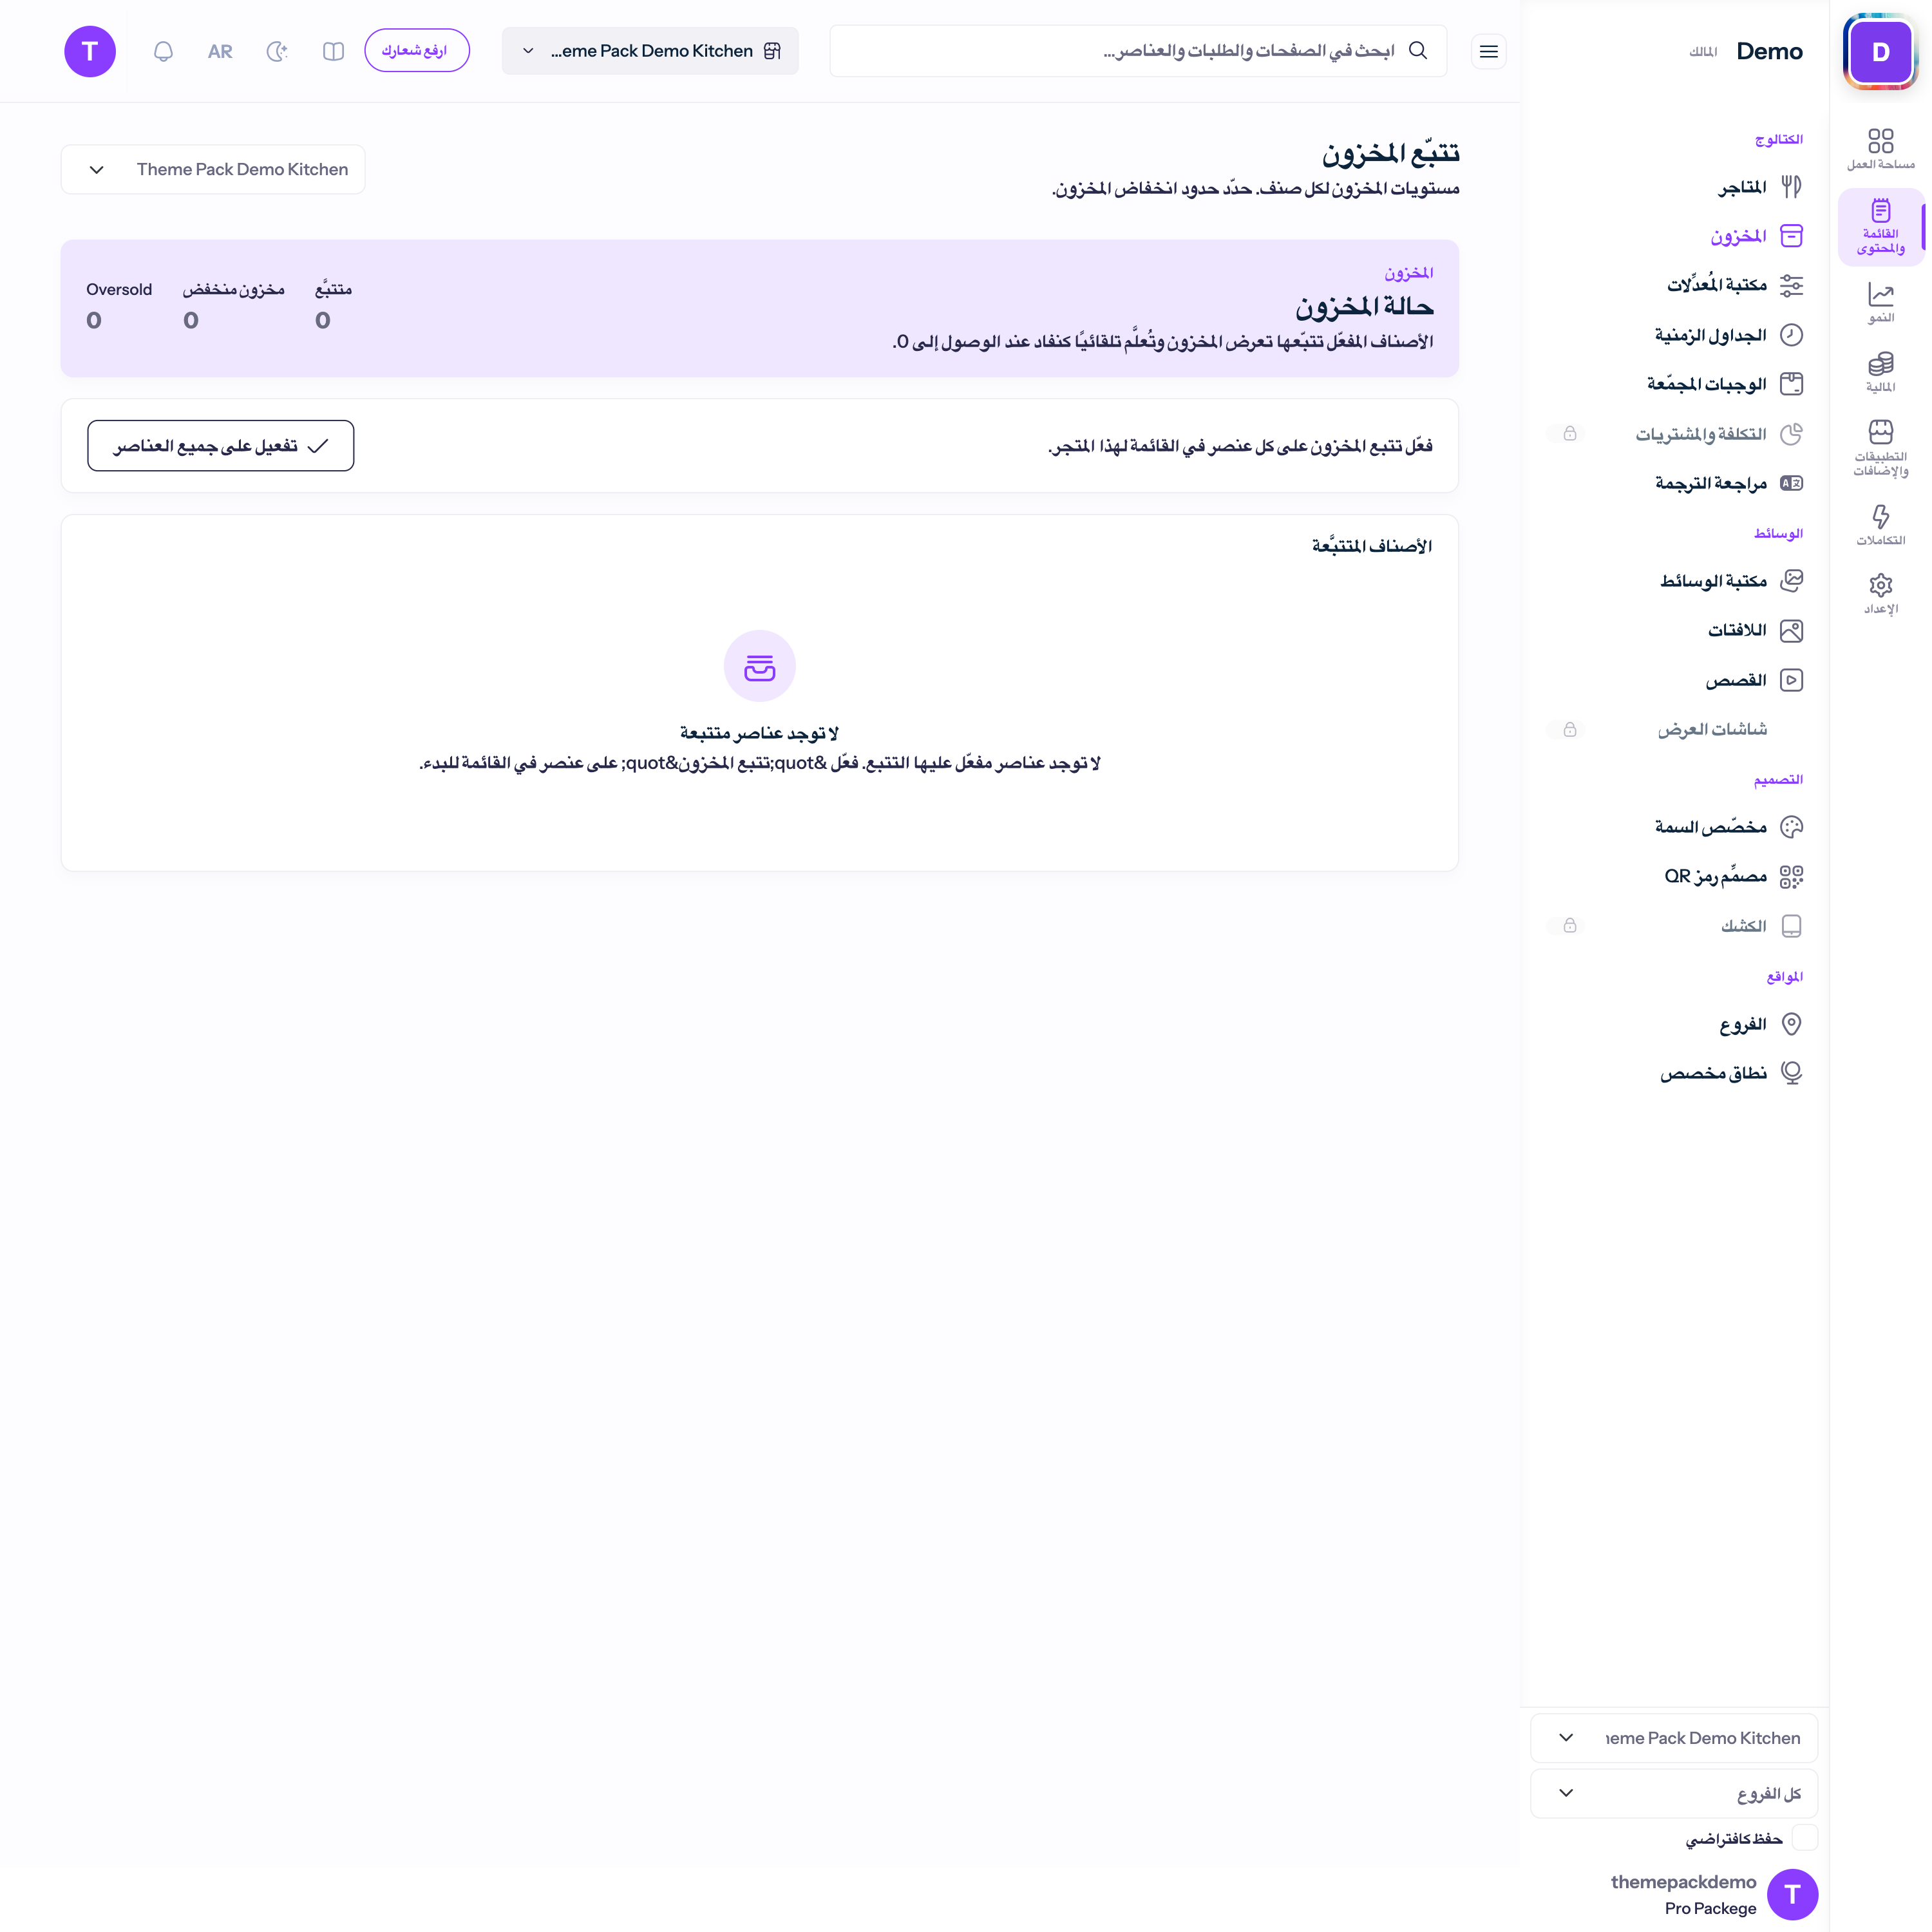 D
مساحة العمل
القائمة
والمحتوى
النمو
المالية
التطبيقات
والإضافات
التكاملات
الإعداد
Demo المالك
الكتالوج
المتاجر
المخزون
مكتبة المُعدِّلات
الجداول الزمنية
الوجبات المجمّعة
التكلفة والمشتريات
مراجعة الترجمة
الوسائط
مكتبة الوسائط
اللافتات
القصص
شاشات العرض
التصميم
مخصّص السمة
مصمِّم رمز QR
الكشك
المواقع
الفروع
نطاق مخصص
heme Pack Demo Kitchen
كل الفروع
حفظ كافتراضي
T
themepackdemo
Pro Packege
ابحث في الصفحات والطلبات والعناصر...
...eme Pack Demo Kitchen
ارفع شعارك
AR
T
تتبّع المخزون
مستويات المخزون لكل صنف. حدّد حدود انخفاض المخزون.
Theme Pack Demo Kitchen
المخزون
حالة المخزون
الأصناف المفعّل تتبّعها تعرض المخزون وتُعلَّم تلقائيًا كنفاد عند الوصول إلى 0.
متتبَّع
0
مخزون منخفض
0
Oversold
0
فعّل تتبع المخزون على كل عنصر في القائمة لهذا المتجر.
تفعيل على جميع العناصر
الأصناف المتتبَّعة
لا توجد عناصر متتبعة
لا توجد عناصر مفعّل عليها التتبع. فعّل &quot;تتبع المخزون&quot; على عنصر في القائمة للبدء.